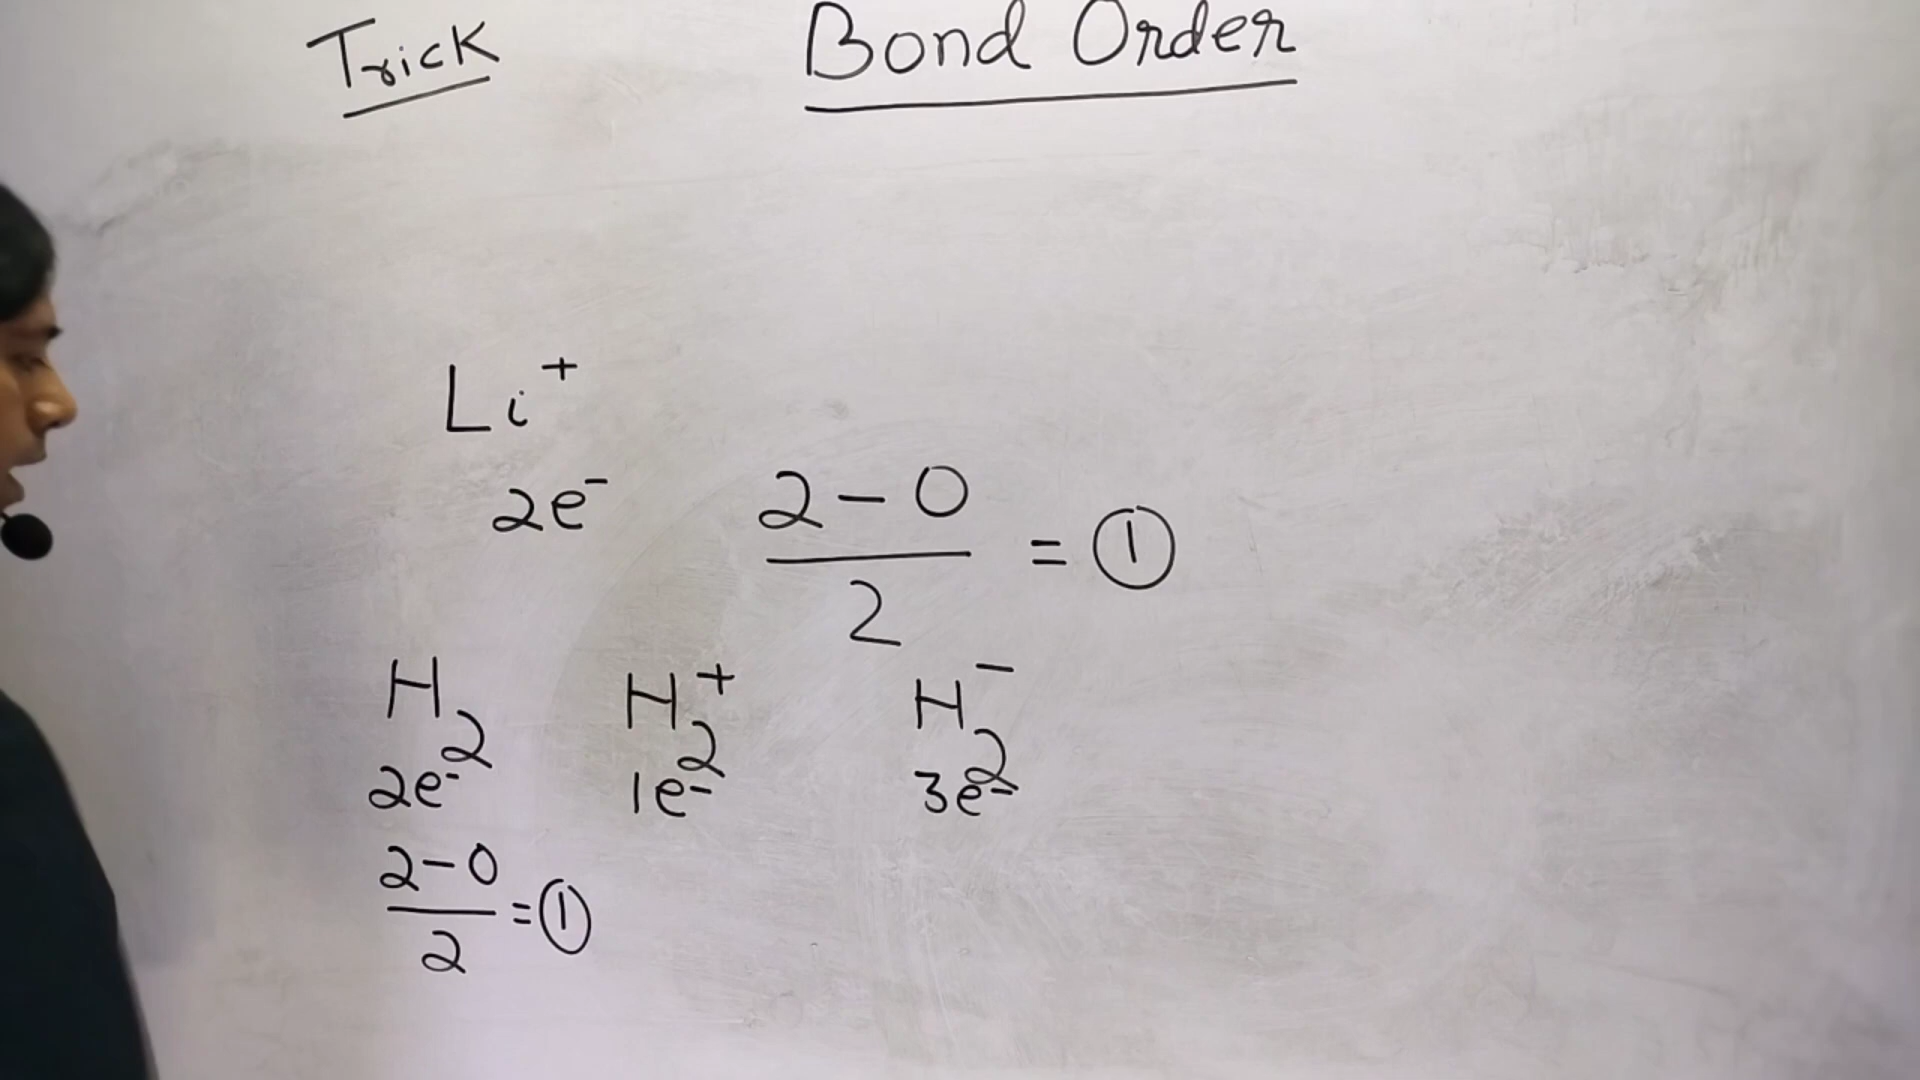 Trick Bond Order
Li⁺
2e⁻
2 - 0 / 2 = ①
H₂ H₂⁺ H₂⁻
2e⁻ 1e⁻ 3e⁻
2-0 / 2 = ①